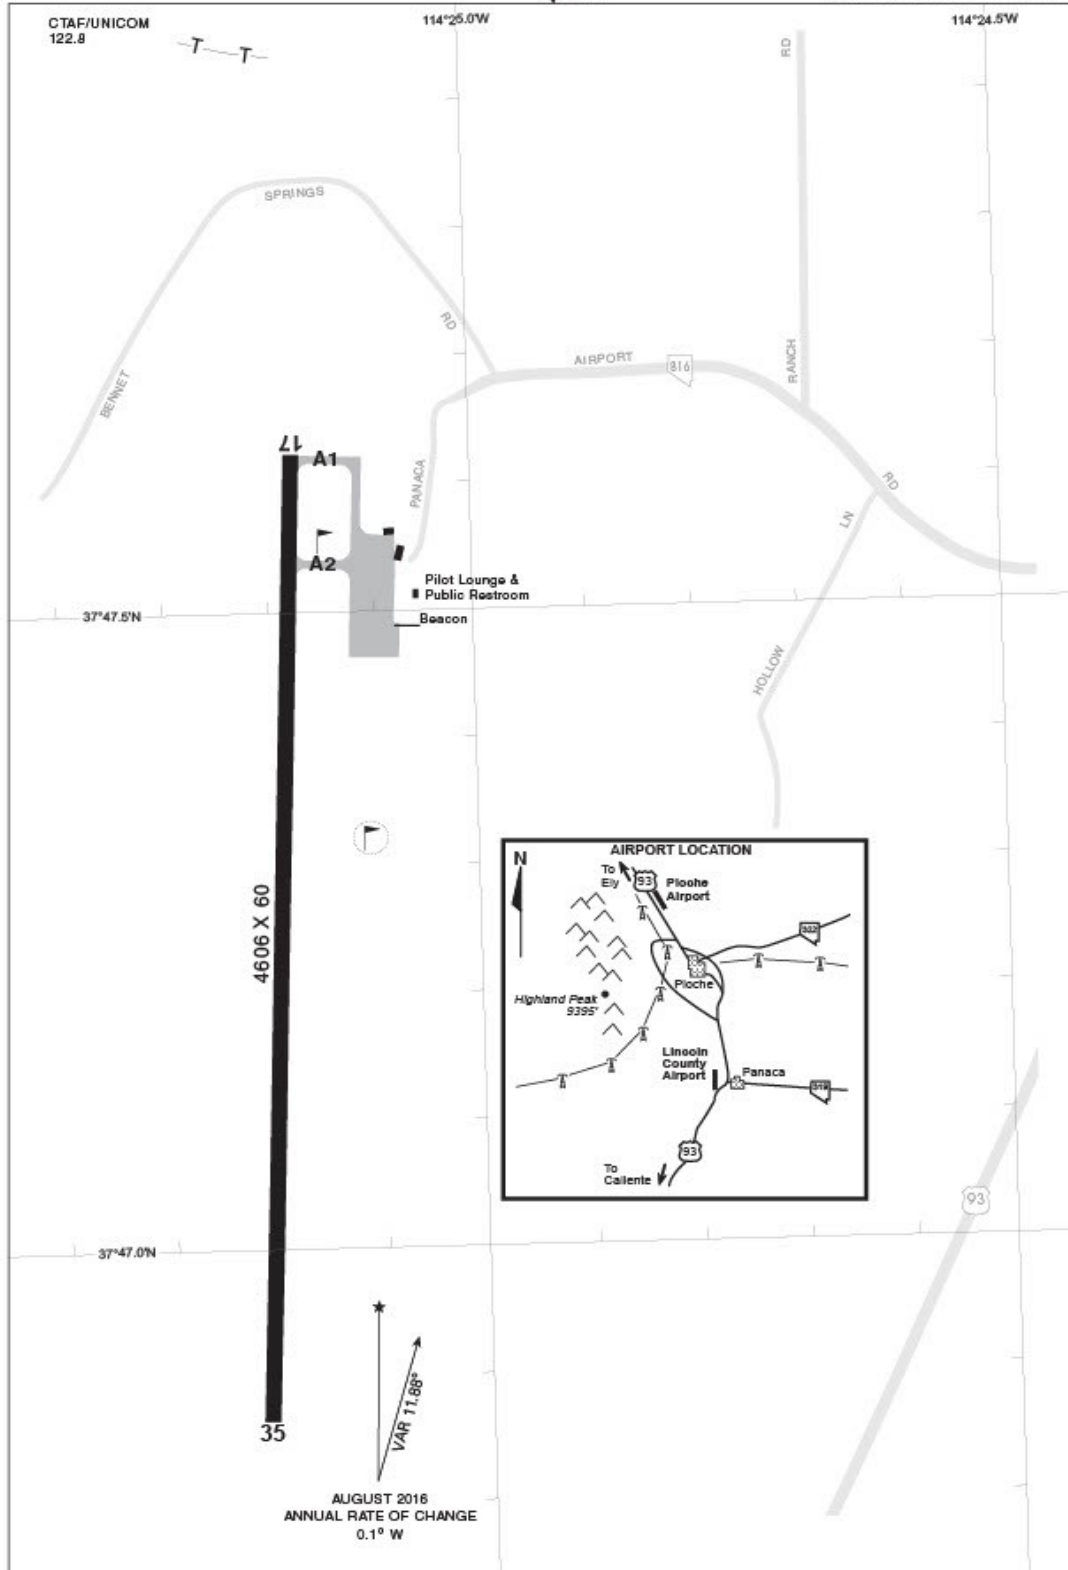 CTAF/UNICOM
122.8
114°25.0'W
114°24.5'W
T
T
RD
SPRINGS
RD
BENNET
AIRPORT
816
RANCH
RD
17
A1
PANACA
LN
A2
Pilot Lounge &
Public Restroom
Beacon
37°47.5'N
HOLLOW
4606 X 60
AIRPORT LOCATION
N
To
Ely
93
Pioche
Airport
322
Pioche
Highland Peak
9395'
Lincoln
County
Airport
Panaca
319
93
To
Caliente
93
37°47.0'N
VAR 11.88°
35
AUGUST 2016
ANNUAL RATE OF CHANGE
0.1° W